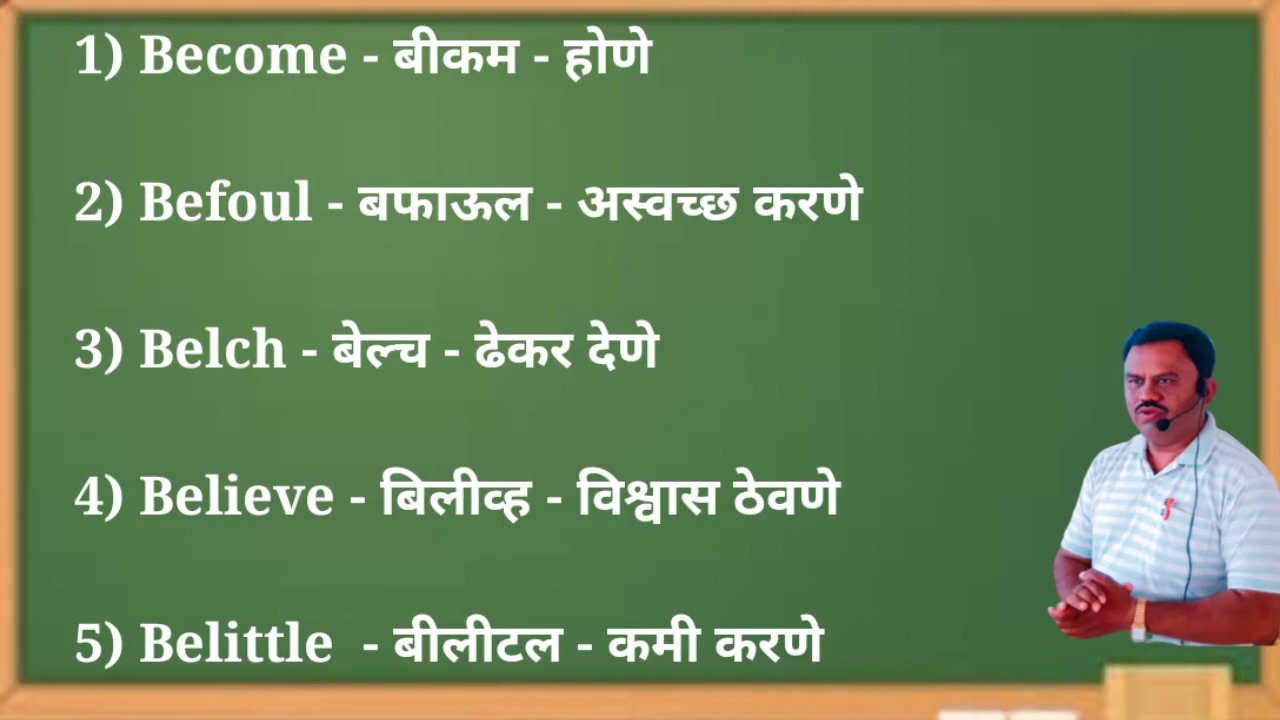 1) Become - बीकम - होणे
2) Befoul - बफाऊल - अस्वच्छ करणे
3) Belch - बेल्च - ढेकर देणे
4) Believe - बिलीव्ह - विश्वास ठेवणे
5) Belittle - बीलीटल - कमी करणे